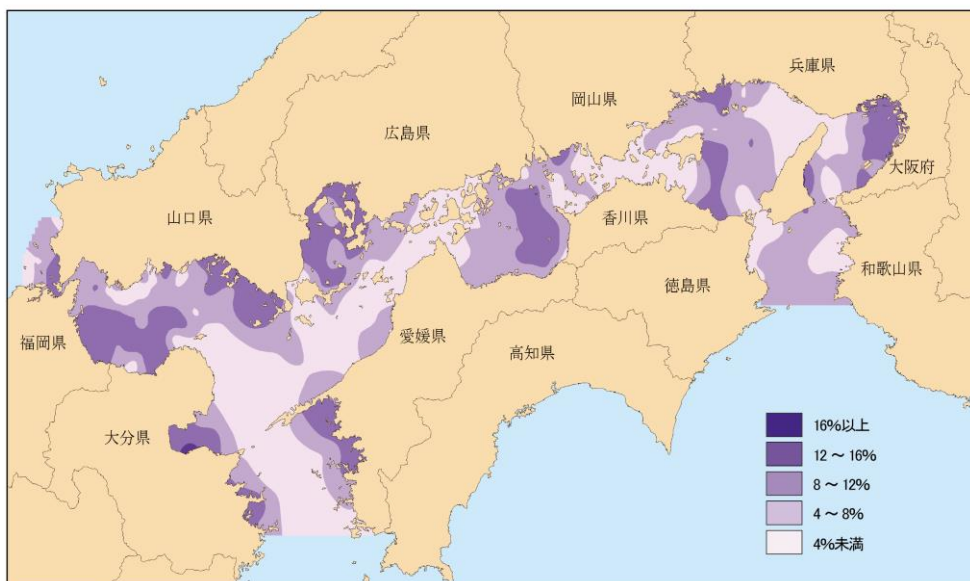 兵庫県
岡山県
広島県
大阪府
山口県
香川県
和歌山県
徳島県
福岡県
愛媛県
高知県
大分県
16%以上
12～16%
8～12%
4～8%
4%未満